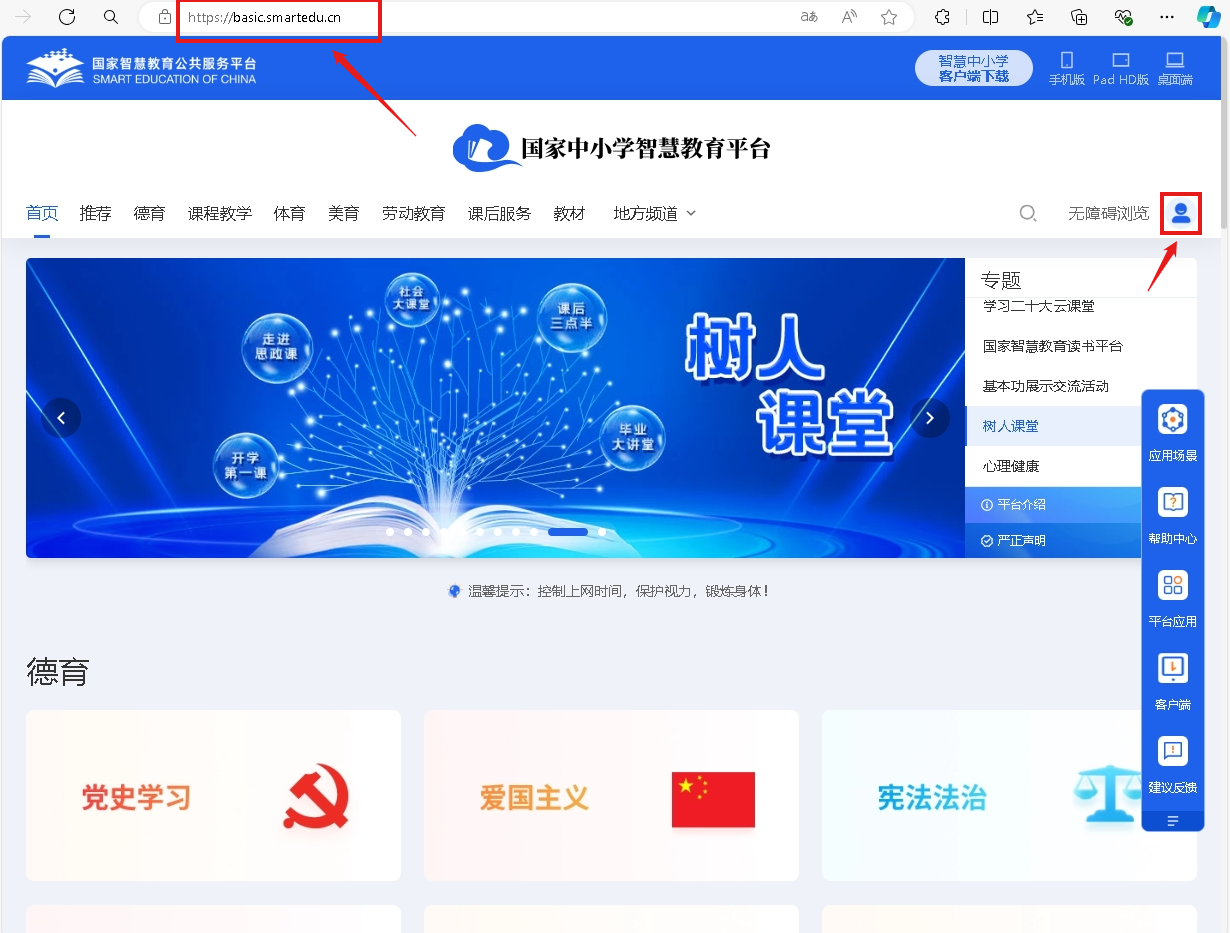 https://basic.smartedu.cn
国家智慧教育公共服务平台
SMART EDUCATION OF CHINA
智慧中小学
客户端下载
手机版 Pad HD版 桌面端
国家中小学智慧教育平台
首页 推荐 德育 课程教学 体育 美育 劳动教育 课后服务 教材 地方频道
无障碍浏览
社会
大课堂
课后
三点半
走进
思政课
开学
第一课
毕业
大讲堂
树人
课堂
专题
学习二十大云课堂
国家智慧教育读书平台
基本功展示交流活动
树人课堂
心理健康
平台介绍
严正声明
应用场景
帮助中心
平台应用
客户端
建议反馈
温馨提示：控制上网时间，保护视力，锻炼身体！
德育
党史学习
爱国主义
宪法法治